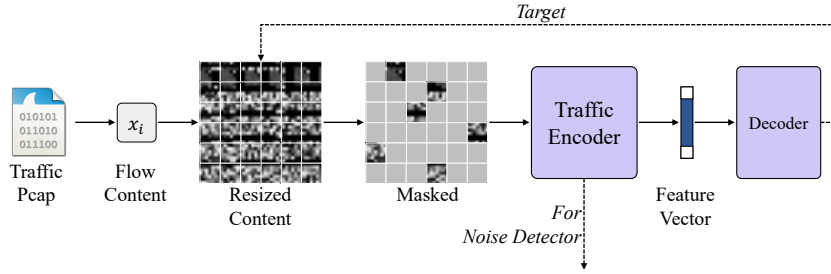 Target
010101
011010
011100
x_i
Traffic
Encoder
Decoder
Traffic
Pcap
Flow
Content
Resized
Content
Masked
Feature
Vector
For
Noise Detector